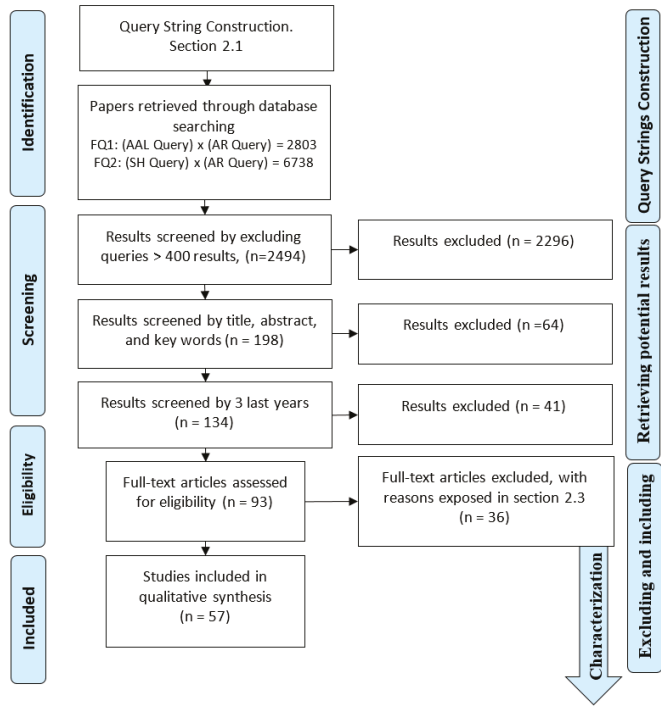 Identification
Query String Construction.
Section 2.1
Papers retrieved through database
searching
FQ1: (AAL Query) x (AR Query) = 2803
FQ2: (SH Query) x (AR Query) = 6738
Query Strings Construction
Screening
Results screened by excluding
queries > 400 results, (n=2494)
Results excluded (n = 2296)
Results screened by title, abstract,
and key words (n = 198)
Results excluded (n =64)
Results screened by 3 last years
(n = 134)
Results excluded (n = 41)
Retrieving potential results
Eligibility
Full-text articles assessed
for eligibility (n = 93)
Full-text articles excluded, with
reasons exposed in section 2.3
(n = 36)
Included
Studies included in
qualitative synthesis
(n = 57)
Characterization
Excluding and including